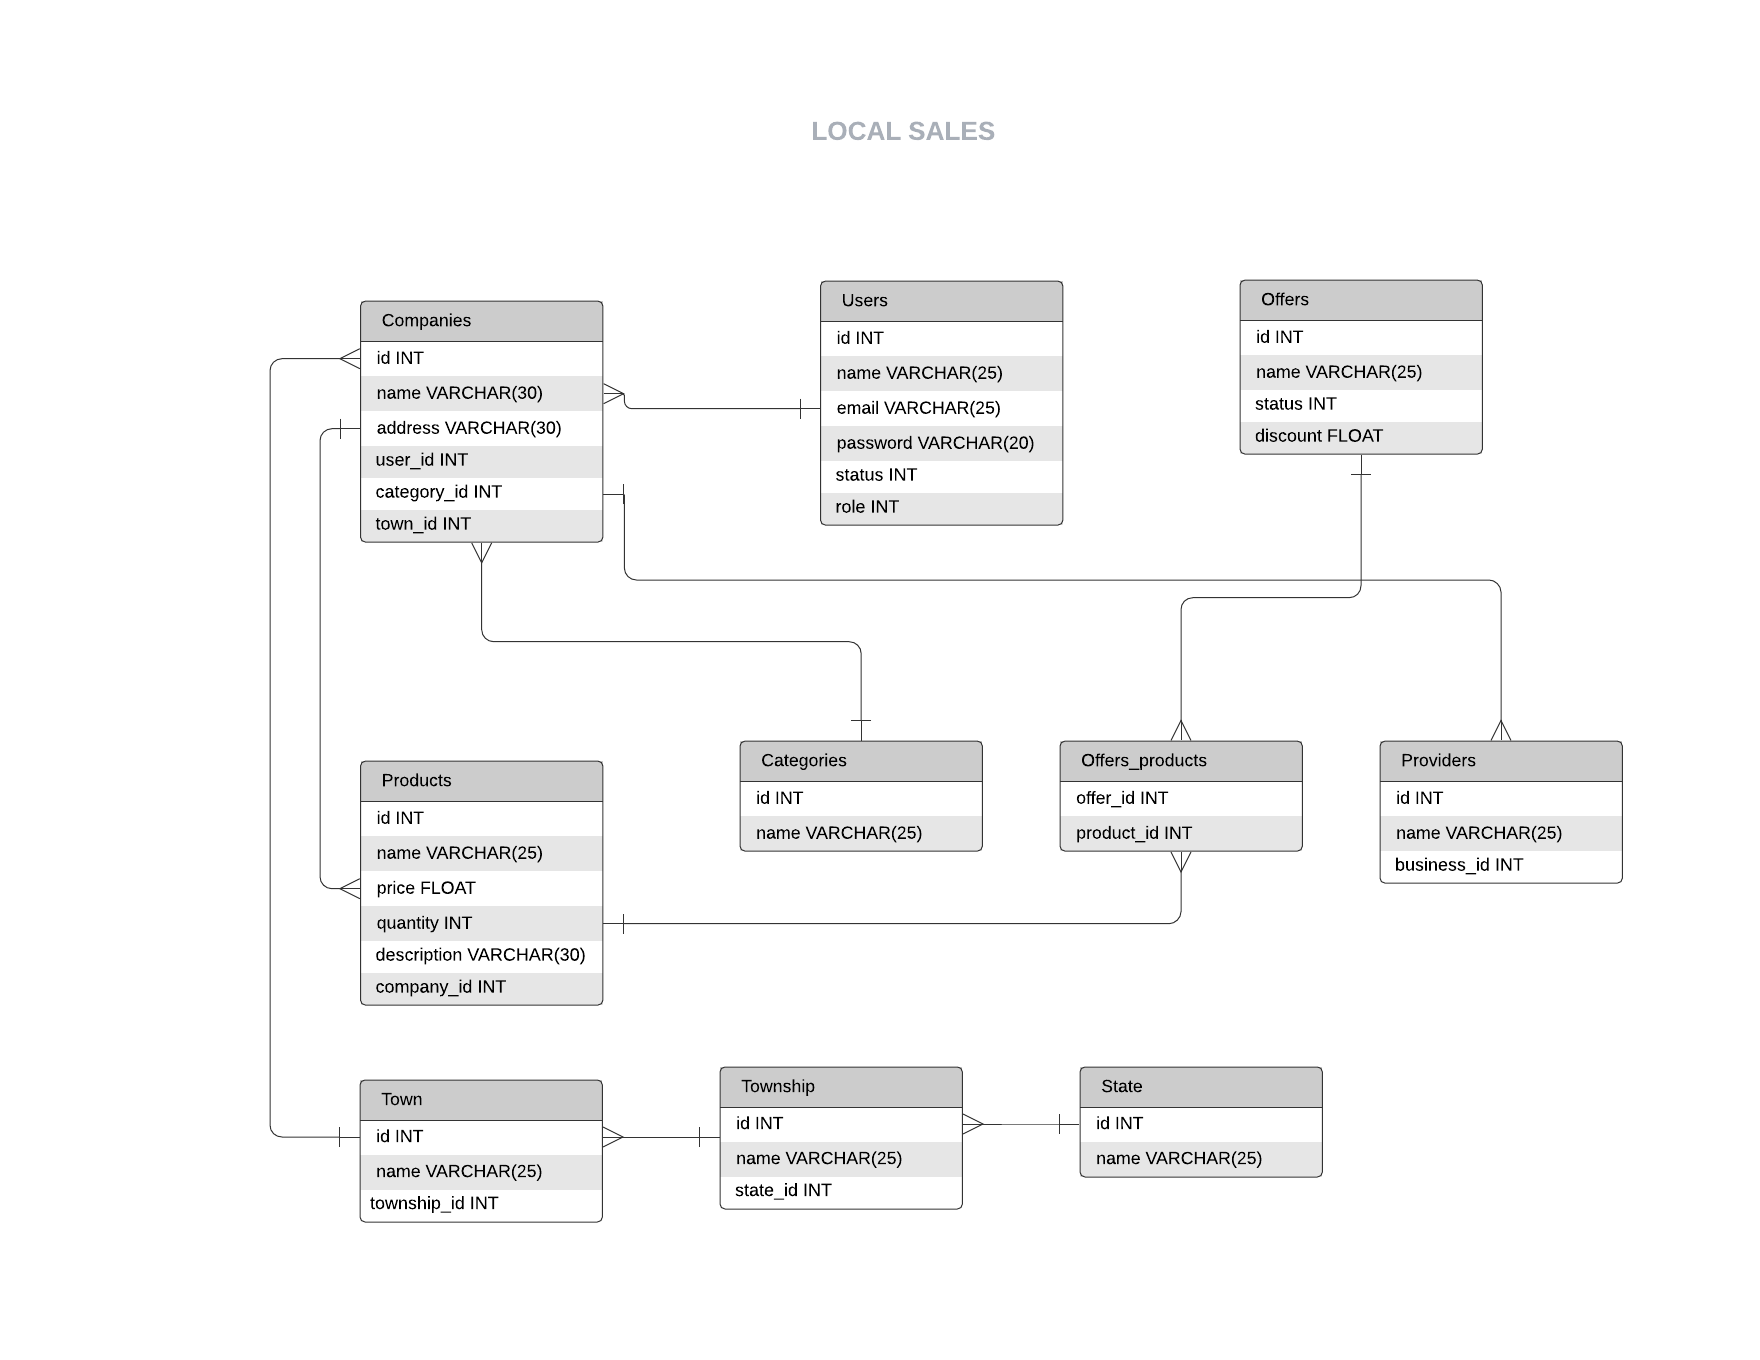 LOCAL SALES
Companies
id INT
name VARCHAR(30)
address VARCHAR(30)
user_id INT
category_id INT
town_id INT
Users
id INT
name VARCHAR(25)
email VARCHAR(25)
password VARCHAR(20)
status INT
role INT
Offers
id INT
name VARCHAR(25)
status INT
discount FLOAT
Products
id INT
name VARCHAR(25)
price FLOAT
quantity INT
description VARCHAR(30)
company_id INT
Categories
id INT
name VARCHAR(25)
Offers_products
offer_id INT
product_id INT
Providers
id INT
name VARCHAR(25)
business_id INT
Town
id INT
name VARCHAR(25)
township_id INT
Township
id INT
name VARCHAR(25)
state_id INT
State
id INT
name VARCHAR(25)